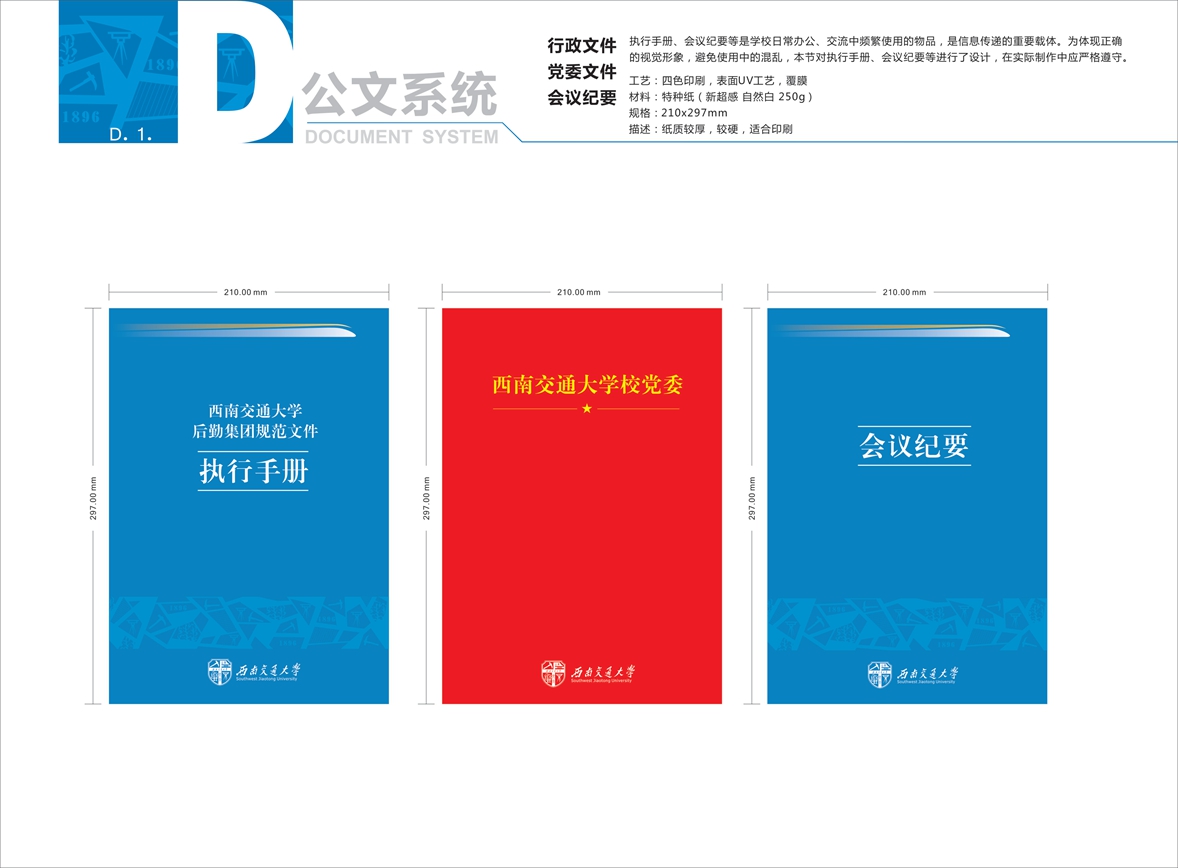 1896
1896
D. 1.
D
公文系统
DOCUMENT SYSTEM
行政文件
党委文件
会议纪要
执行手册、会议纪要等是学校日常办公、交流中频繁使用的物品，是信息传递的重要载体。为体现正确
的视觉形象，避免使用中的混乱，本节对执行手册、会议纪要等进行了设计，在实际制作中应严格遵守。
工艺：四色印刷，表面UV工艺，覆膜
材料：特种纸（新超感 自然白 250g）
规格：210x297mm
描述：纸质较厚，较硬，适合印刷
210.00 mm
297.00 mm
西南交通大学
后勤集团规范文件
执行手册
西南交通大学
Southwest Jiaotong University
210.00 mm
297.00 mm
西南交通大学校党委
西南交通大学
Southwest Jiaotong University
210.00 mm
297.00 mm
会议纪要
西南交通大学
Southwest Jiaotong University